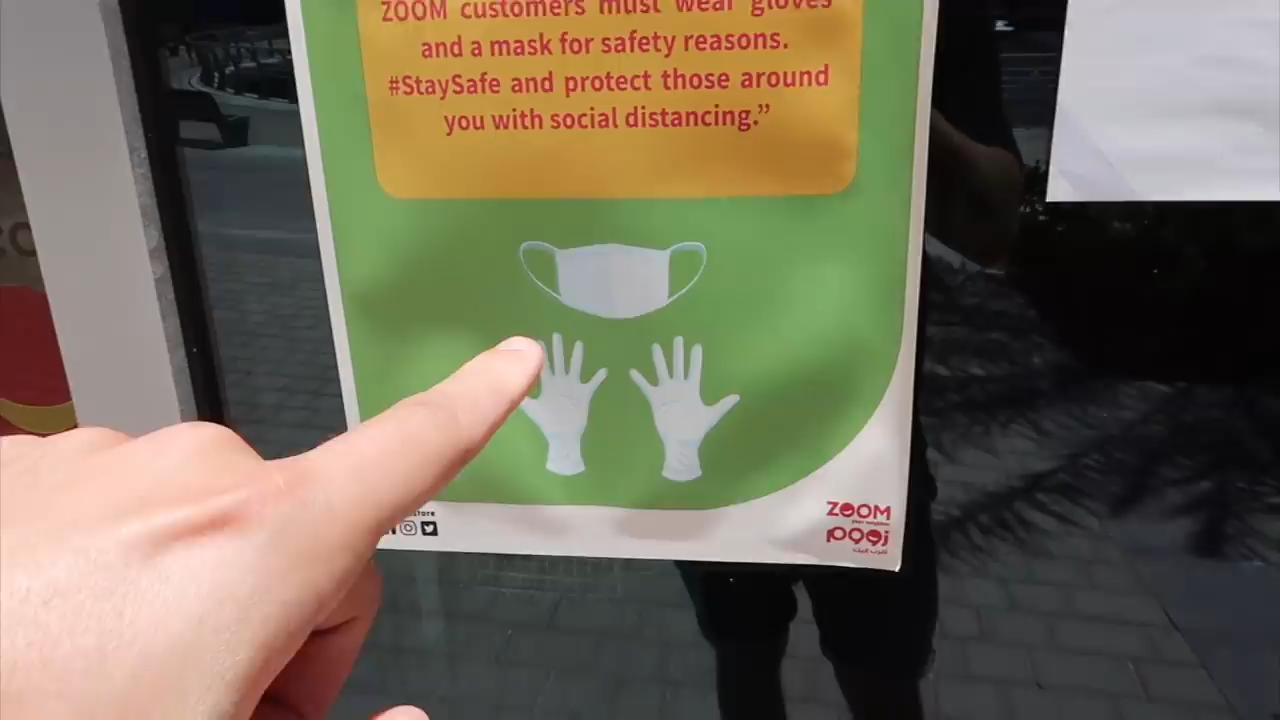 ZOOM customers must wear gloves
and a mask for safety reasons.
#StaySafe and protect those around
you with social distancing.”
ZOOM
زووم